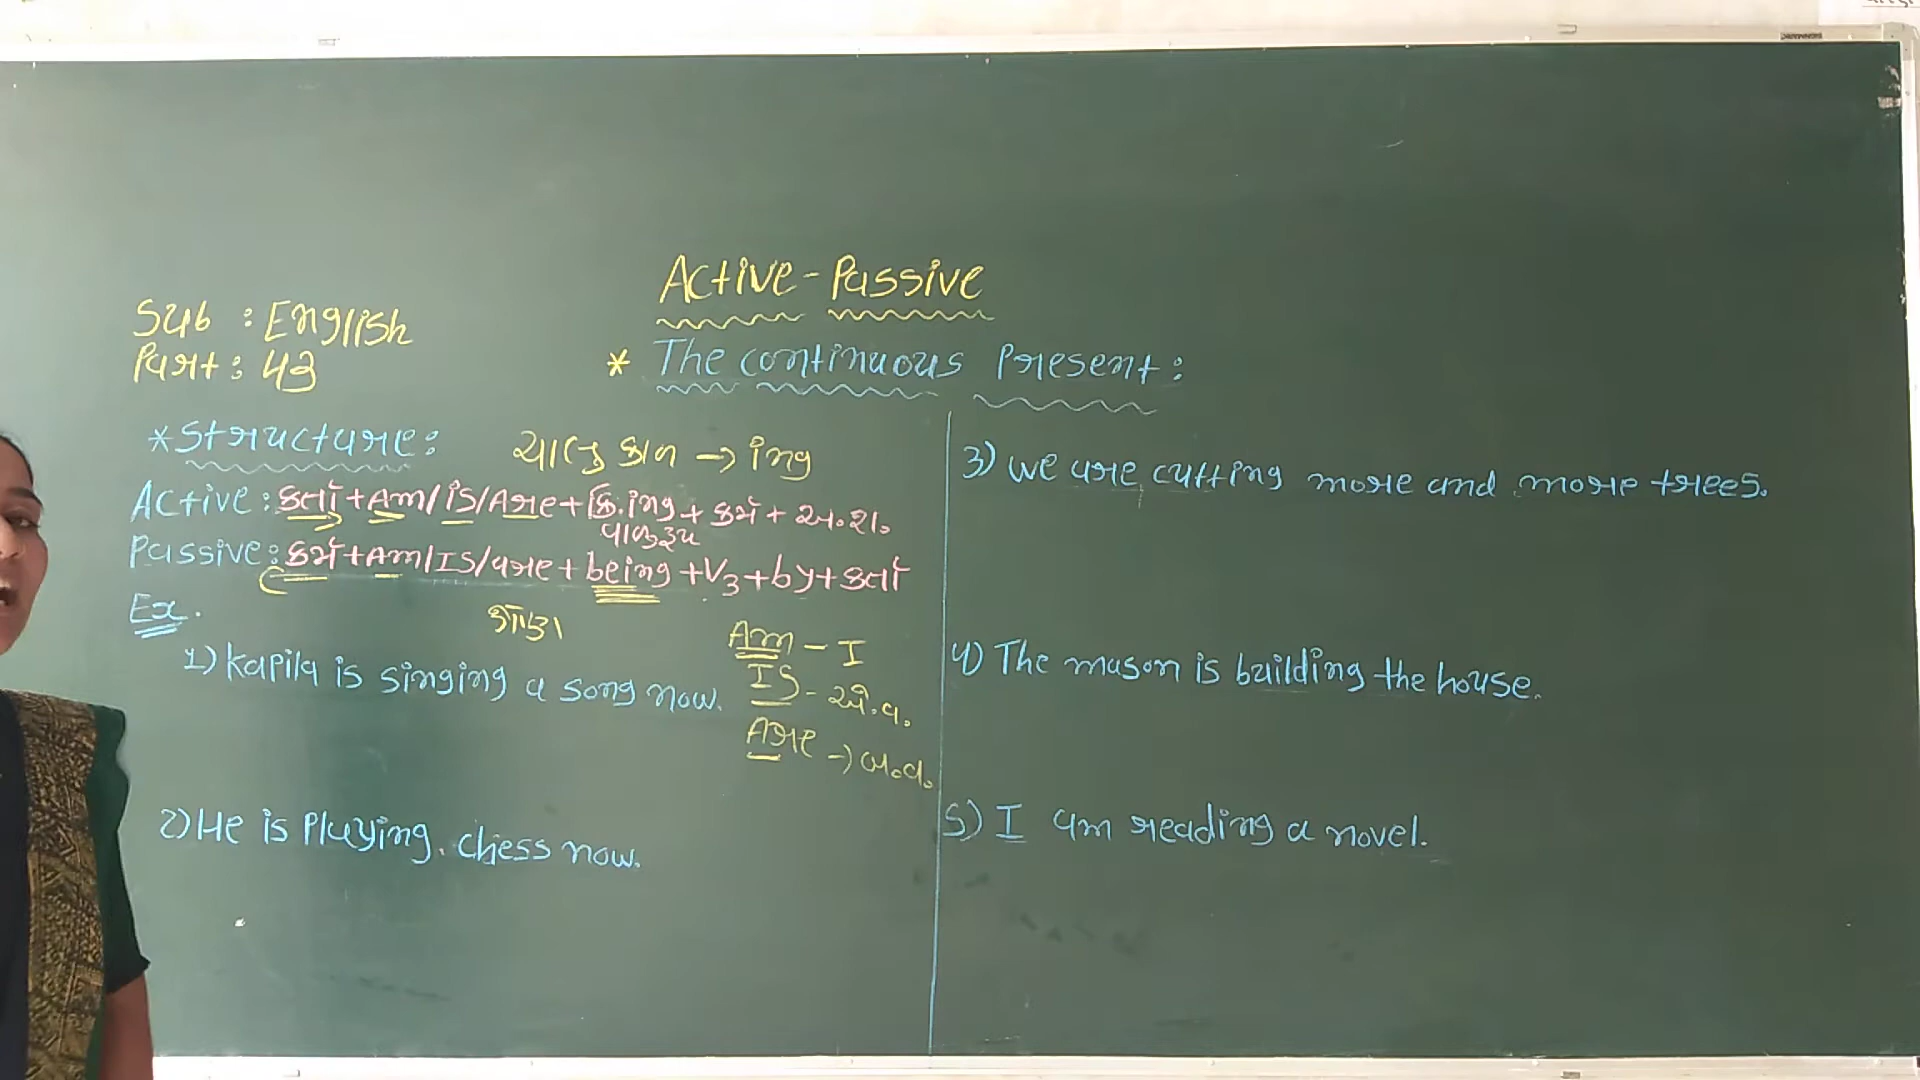 Active-Passive
Sub : English
Part : 43
* The continuous Present :
* Structure :
ચાલુ કાળ → ing
Active : કર્તા + Am/is/Are + ક્રિ.ing + કર્મ + અ.શ.
ચાલુરૂપ
Passive : કર્મ + Am/IS/are + being + V3 + by + કર્તા
Ex.
Am - I
IS - એ.વ.
Are → બ.વ.
1) Kapila is singing a song now.
2) He is playing chess now.
3) We are cutting more and more trees.
4) The mason is building the house.
5) I am reading a novel.